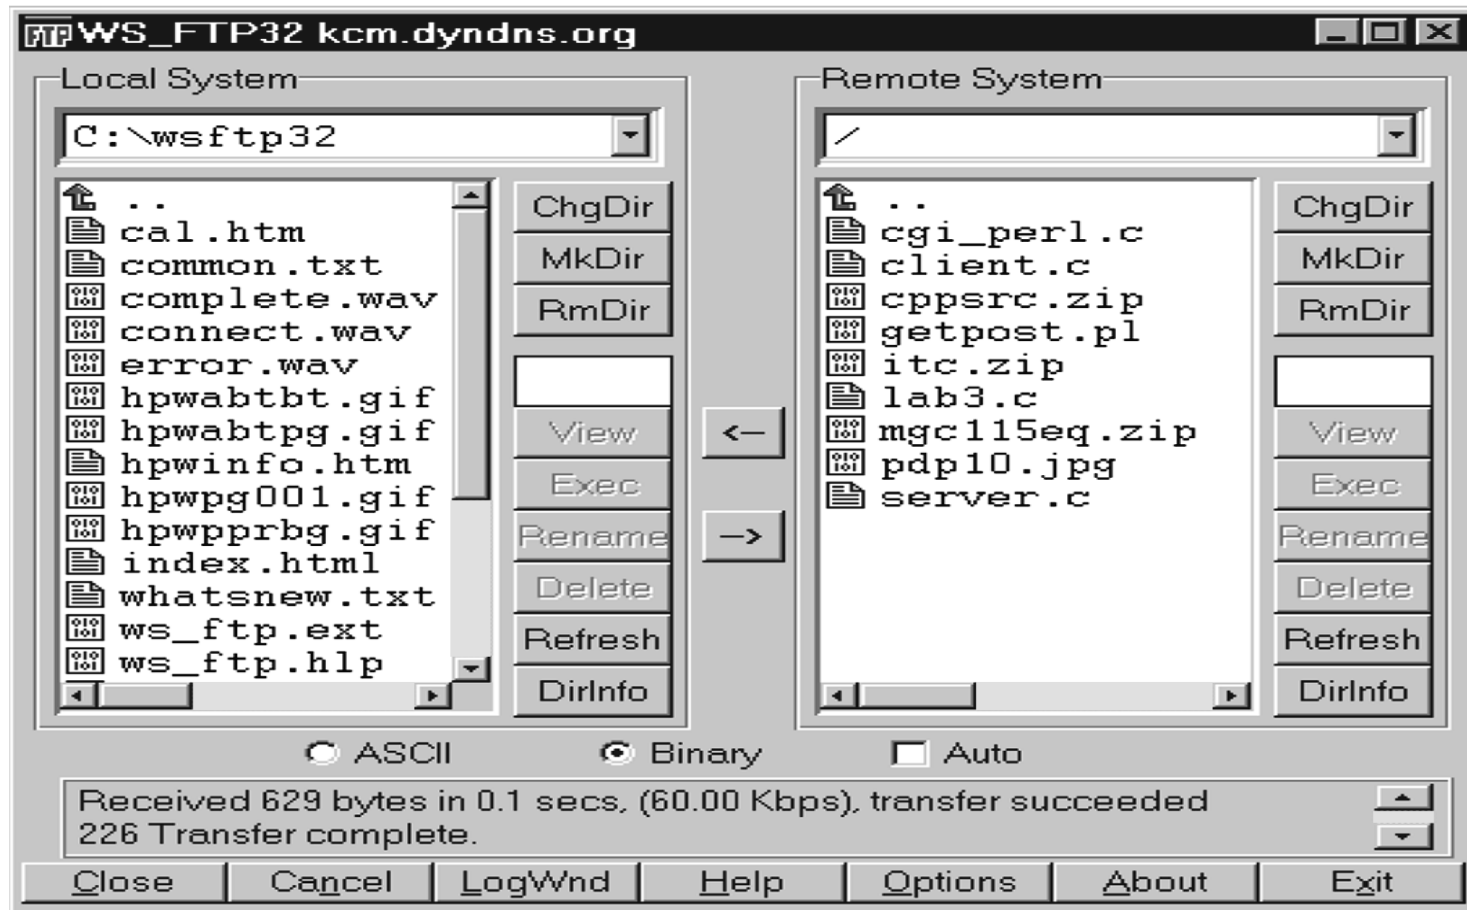 FTP WS_FTP32 kcm.dyndns.org
Local System
C:\wsftp32
..
cal.htm
common.txt
complete.wav
connect.wav
error.wav
hpwabtbt.gif
hpwabtpg.gif
hpwinfo.htm
hpwpg001.gif
hpwpprbg.gif
index.html
whatsnew.txt
ws_ftp.ext
ws_ftp.hlp
ChgDir
MkDir
RmDir
View
Exec
Rename
Delete
Refresh
DirInfo
<–
–>
Remote System
/
..
cgi_perl.c
client.c
cppsrc.zip
getpost.pl
itc.zip
lab3.c
mgc115eq.zip
pdp10.jpg
server.c
ChgDir
MkDir
RmDir
View
Exec
Rename
Delete
Refresh
DirInfo
ASCII Binary Auto
Received 629 bytes in 0.1 secs, (60.00 Kbps), transfer succeeded
226 Transfer complete.
Close Cancel LogWnd Help Options About Exit